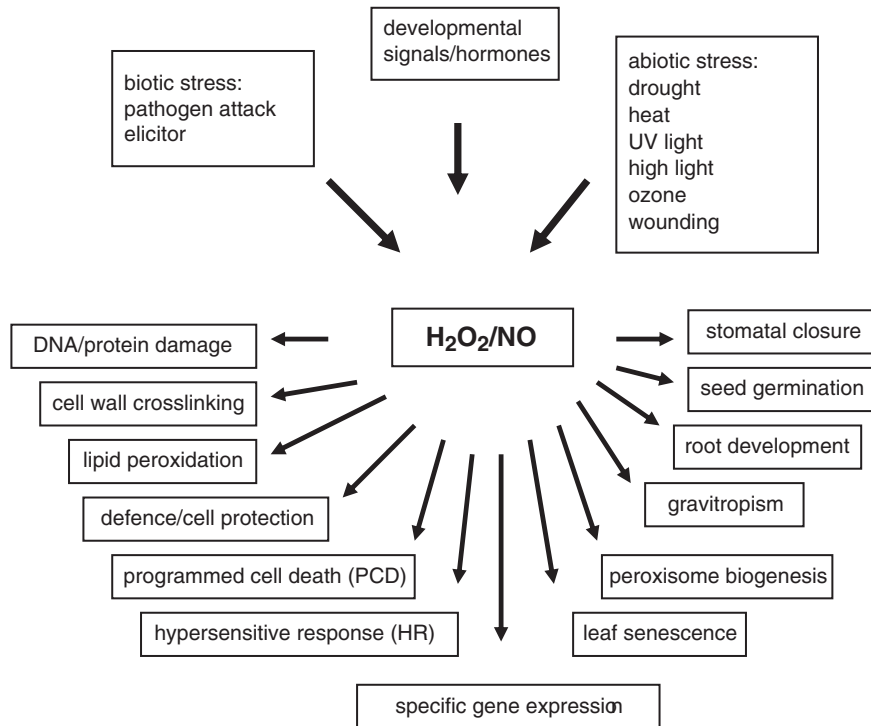 developmental
signals/hormones
biotic stress:
pathogen attack
elicitor
abiotic stress:
drought
heat
UV light
high light
ozone
wounding
H₂O₂/NO
DNA/protein damage
cell wall crosslinking
lipid peroxidation
defence/cell protection
programmed cell death (PCD)
hypersensitive response (HR)
specific gene expression
stomatal closure
seed germination
root development
gravitropism
peroxisome biogenesis
leaf senescence